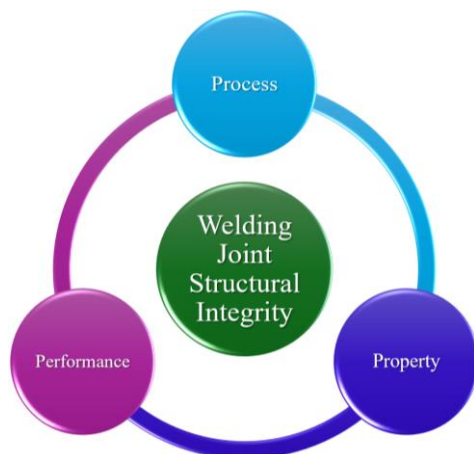 Process
Welding
Joint
Structural
Integrity
Performance
Property